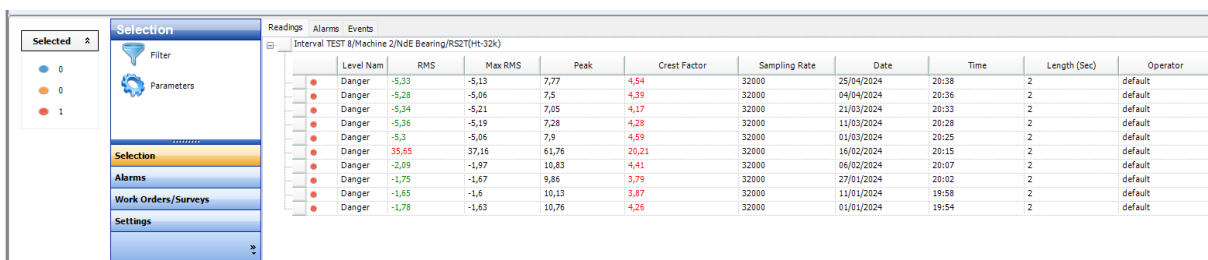 Selected
0
0
1
Selection
Filter
Parameters
Selection
Alarms
Work Orders/Surveys
Settings
Readings Alarms Events
Interval TEST 8/Machine 2/NdE Bearing/RS2T(Ht-32k)
Level Nam RMS Max RMS Peak Crest Factor Sampling Rate Date Time Length (Sec) Operator
Danger -5,33 -5,13 7,77 4,54 32000 25/04/2024 20:38 2 default
Danger -5,28 -5,06 7,5 4,39 32000 04/04/2024 20:36 2 default
Danger -5,34 -5,21 7,05 4,17 32000 21/03/2024 20:33 2 default
Danger -5,36 -5,19 7,28 4,28 32000 11/03/2024 20:28 2 default
Danger -5,3 -5,06 7,9 4,59 32000 01/03/2024 20:25 2 default
Danger 35,65 37,16 61,76 20,21 32000 16/02/2024 20:15 2 default
Danger -2,09 -1,97 10,83 4,41 32000 06/02/2024 20:07 2 default
Danger -1,75 -1,67 9,86 3,79 32000 27/01/2024 20:02 2 default
Danger -1,65 -1,6 10,13 3,87 32000 11/01/2024 19:58 2 default
Danger -1,78 -1,63 10,76 4,26 32000 01/01/2024 19:54 2 default